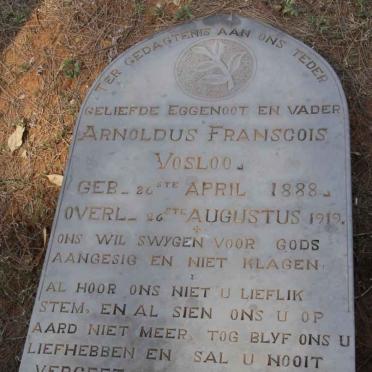 TER GEDAGTENIS AAN ONS TEDER
GELIEFDE EGGENOOT EN VADER
ARNOLDUS FRANSCOIS
VOSLOO.
GEB. 26STE APRIL 1888.
OVERL. 26STE AUGUSTUS 1919.
ONS WIL SWYGEN VOOR GODS
AANGESIG EN NIET KLAGEN,
AL HOOR ONS NIET U LIEFLIK
STEM, EN AL SIEN ONS U OP
AARD NIET MEER, TOG BLYF ONS U
LIEFHEBBEN EN SAL U NOOIT
VERGEET